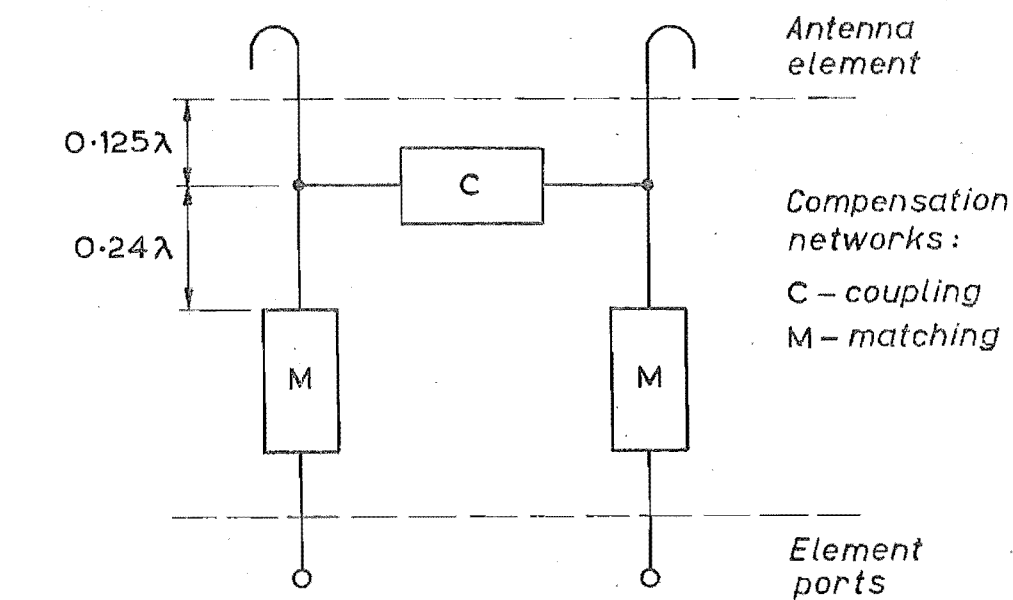 Antenna
element
0·125λ
C
Compensation
networks:
0·24λ
C – coupling
M – matching
M
M
Element
ports